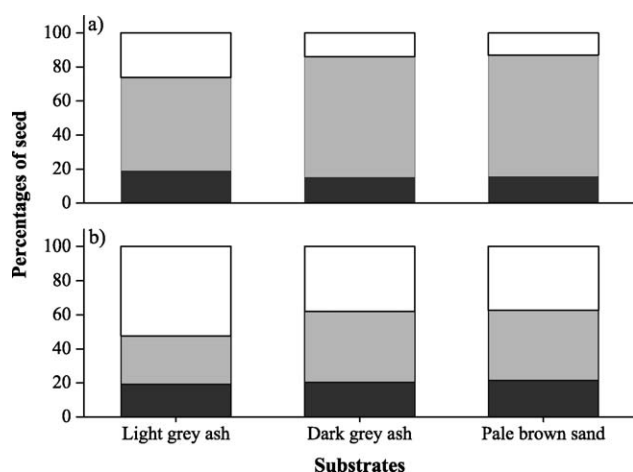 a)
100
80
60
40
20
0
b)
100
80
60
40
20
0
Percentages of seed
Light grey ash Dark grey ash Pale brown sand
Substrates